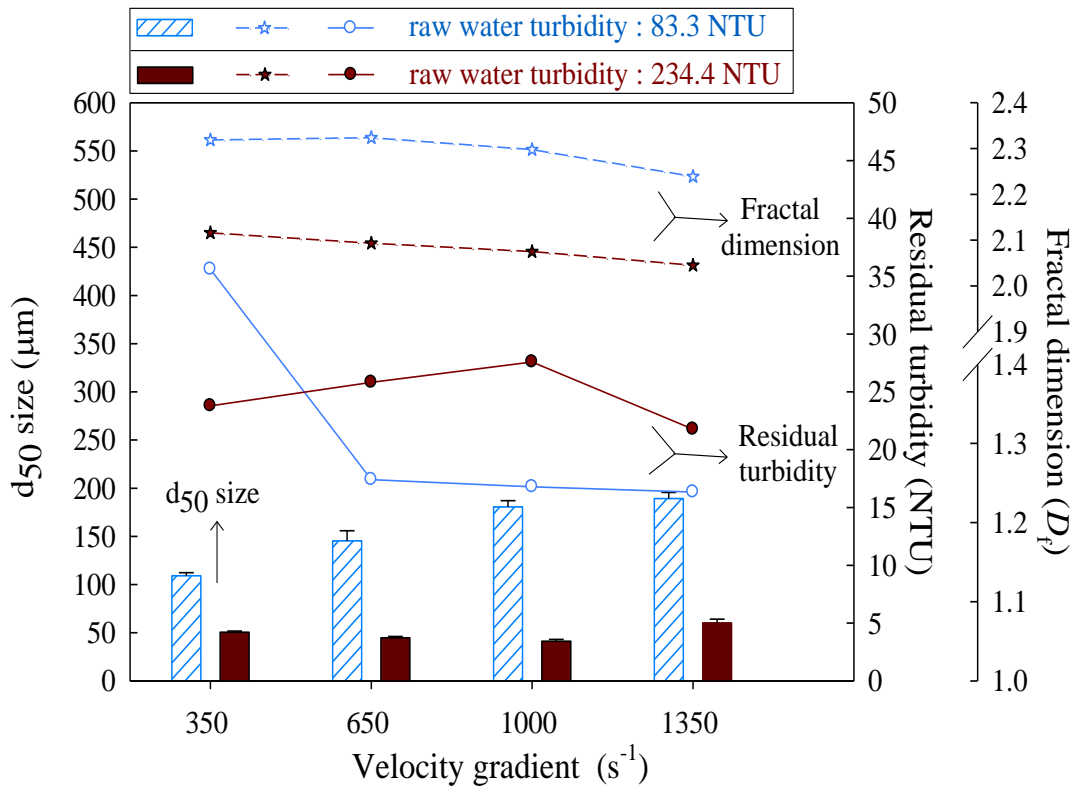 raw water turbidity : 83.3 NTU
raw water turbidity : 234.4 NTU
600
550
500
450
400
350
300
250
200
150
100
50
0
d50 size (μm)
50
45
40
35
30
25
20
15
10
5
0
Residual turbidity (NTU)
2.4
2.3
2.2
2.1
2.0
1.9
1.4
1.3
1.2
1.1
1.0
Fractal dimension (Df)
Fractal
dimension
Residual
turbidity
d50 size
350 650 1000 1350
Velocity gradient (s-1)